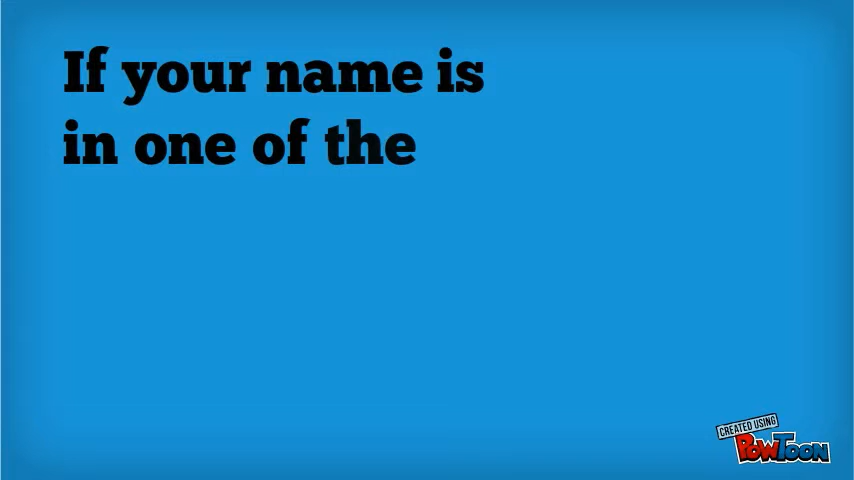 If your name is
in one of the
CREATED USING
POWTOON